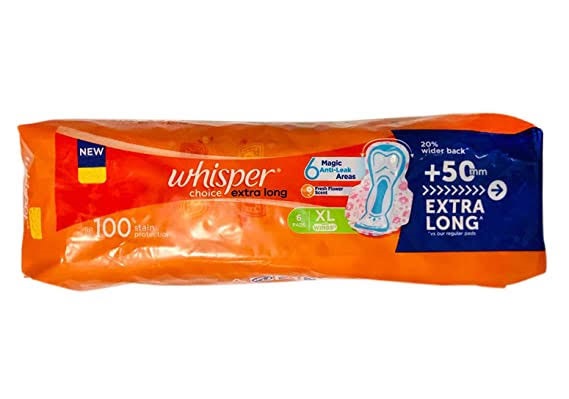 NEW
whisper®
choice extra long
100
stain
protection
6 Magic
Anti-Leak
Areas
Fresh Flower
Scent
6
PADS
XL
WINGS
20%
wider back^
+50mm
EXTRA
LONG^
^vs our regular pads